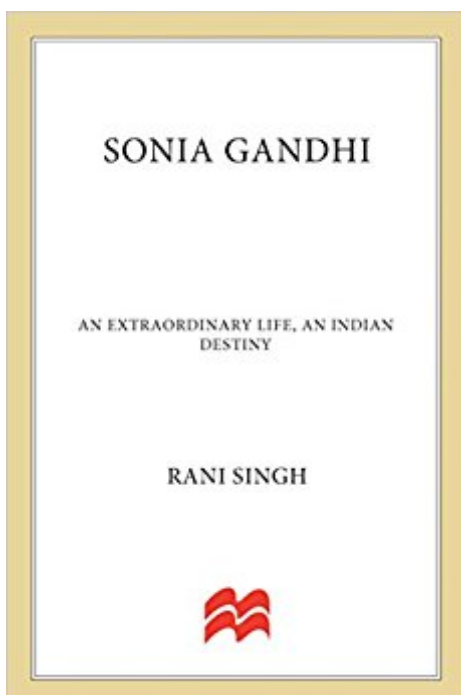 SONIA GANDHI
AN EXTRAORDINARY LIFE, AN INDIAN
DESTINY
RANI SINGH